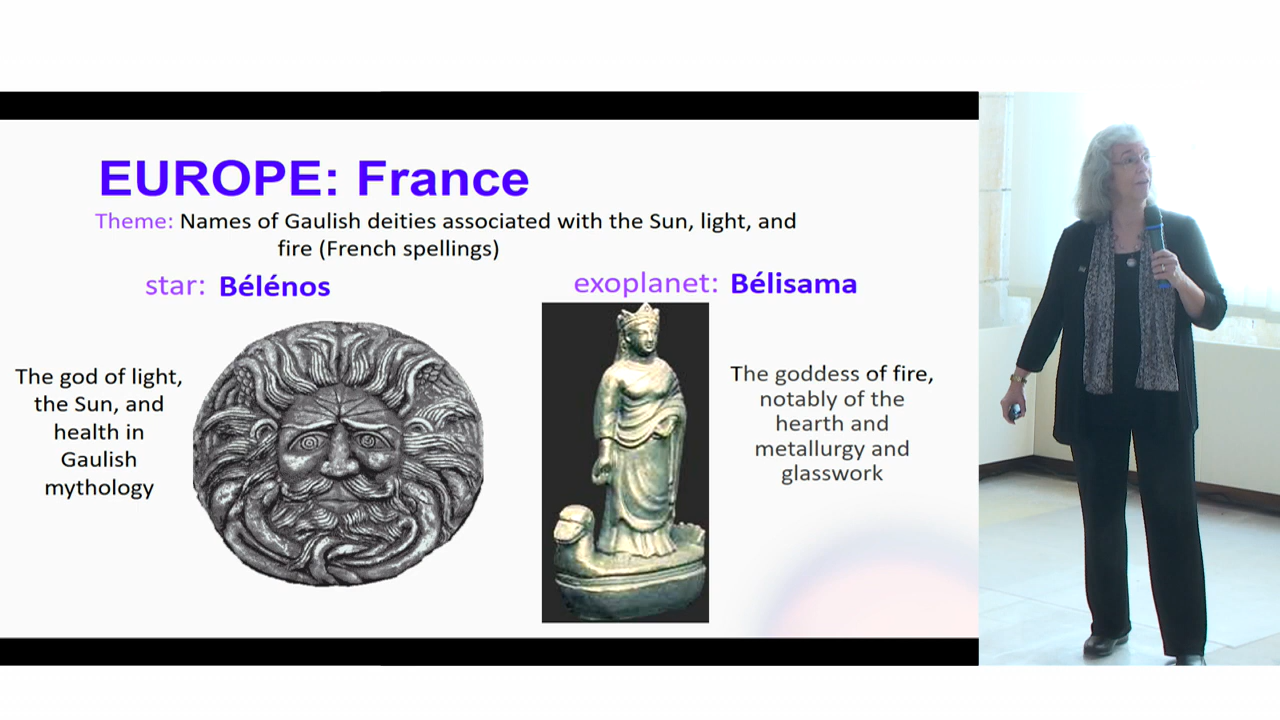 EUROPE: France
Theme: Names of Gaulish deities associated with the Sun, light, and
fire (French spellings)
star: Bélénos
exoplanet: Bélisama
The god of light,
the Sun, and
health in
Gaulish
mythology
The goddess of fire,
notably of the
hearth and
metallurgy and
glasswork